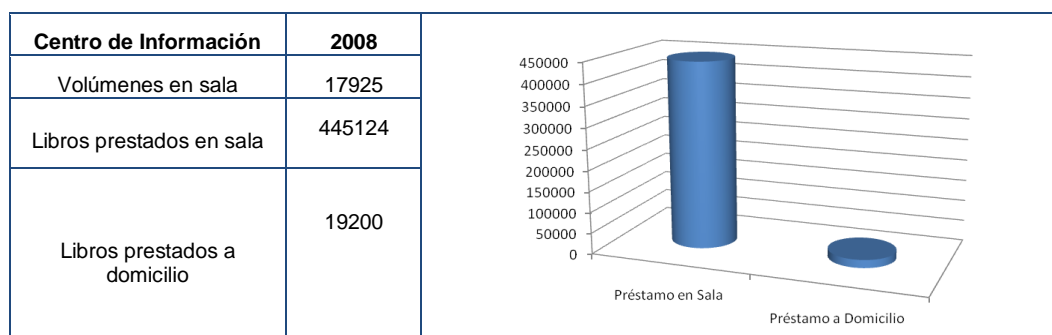 Centro de Información 2008
Volúmenes en sala 17925
Libros prestados en sala 445124
Libros prestados a
domicilio
19200
450000
400000
350000
300000
250000
200000
150000
100000
50000
0
Préstamo en Sala
Préstamo a Domicilio